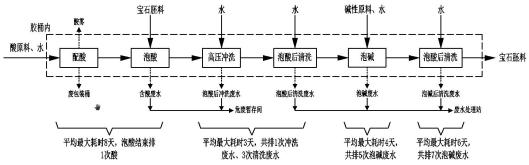 酸雾
宝石胚料
水
水
碱性原料、水
水
胶桶内
酸原料、水
配酸
泡酸
高压冲洗
泡酸后清洗
泡碱
泡酸后清洗
宝石胚料
废包装桶
含酸废水
泡酸后冲洗废水
泡酸后清洗废水
泡碱废水
泡碱后清洗废水
危废暂存间
废水处理站
平均最大耗时8天，泡酸结束排
1次酸
平均最大耗时3天，共排1次冲洗
废水、3次清洗废水
平均最大耗时4天，
共排5次泡碱废水
平均最大耗时6天，
共排7次泡碱废水